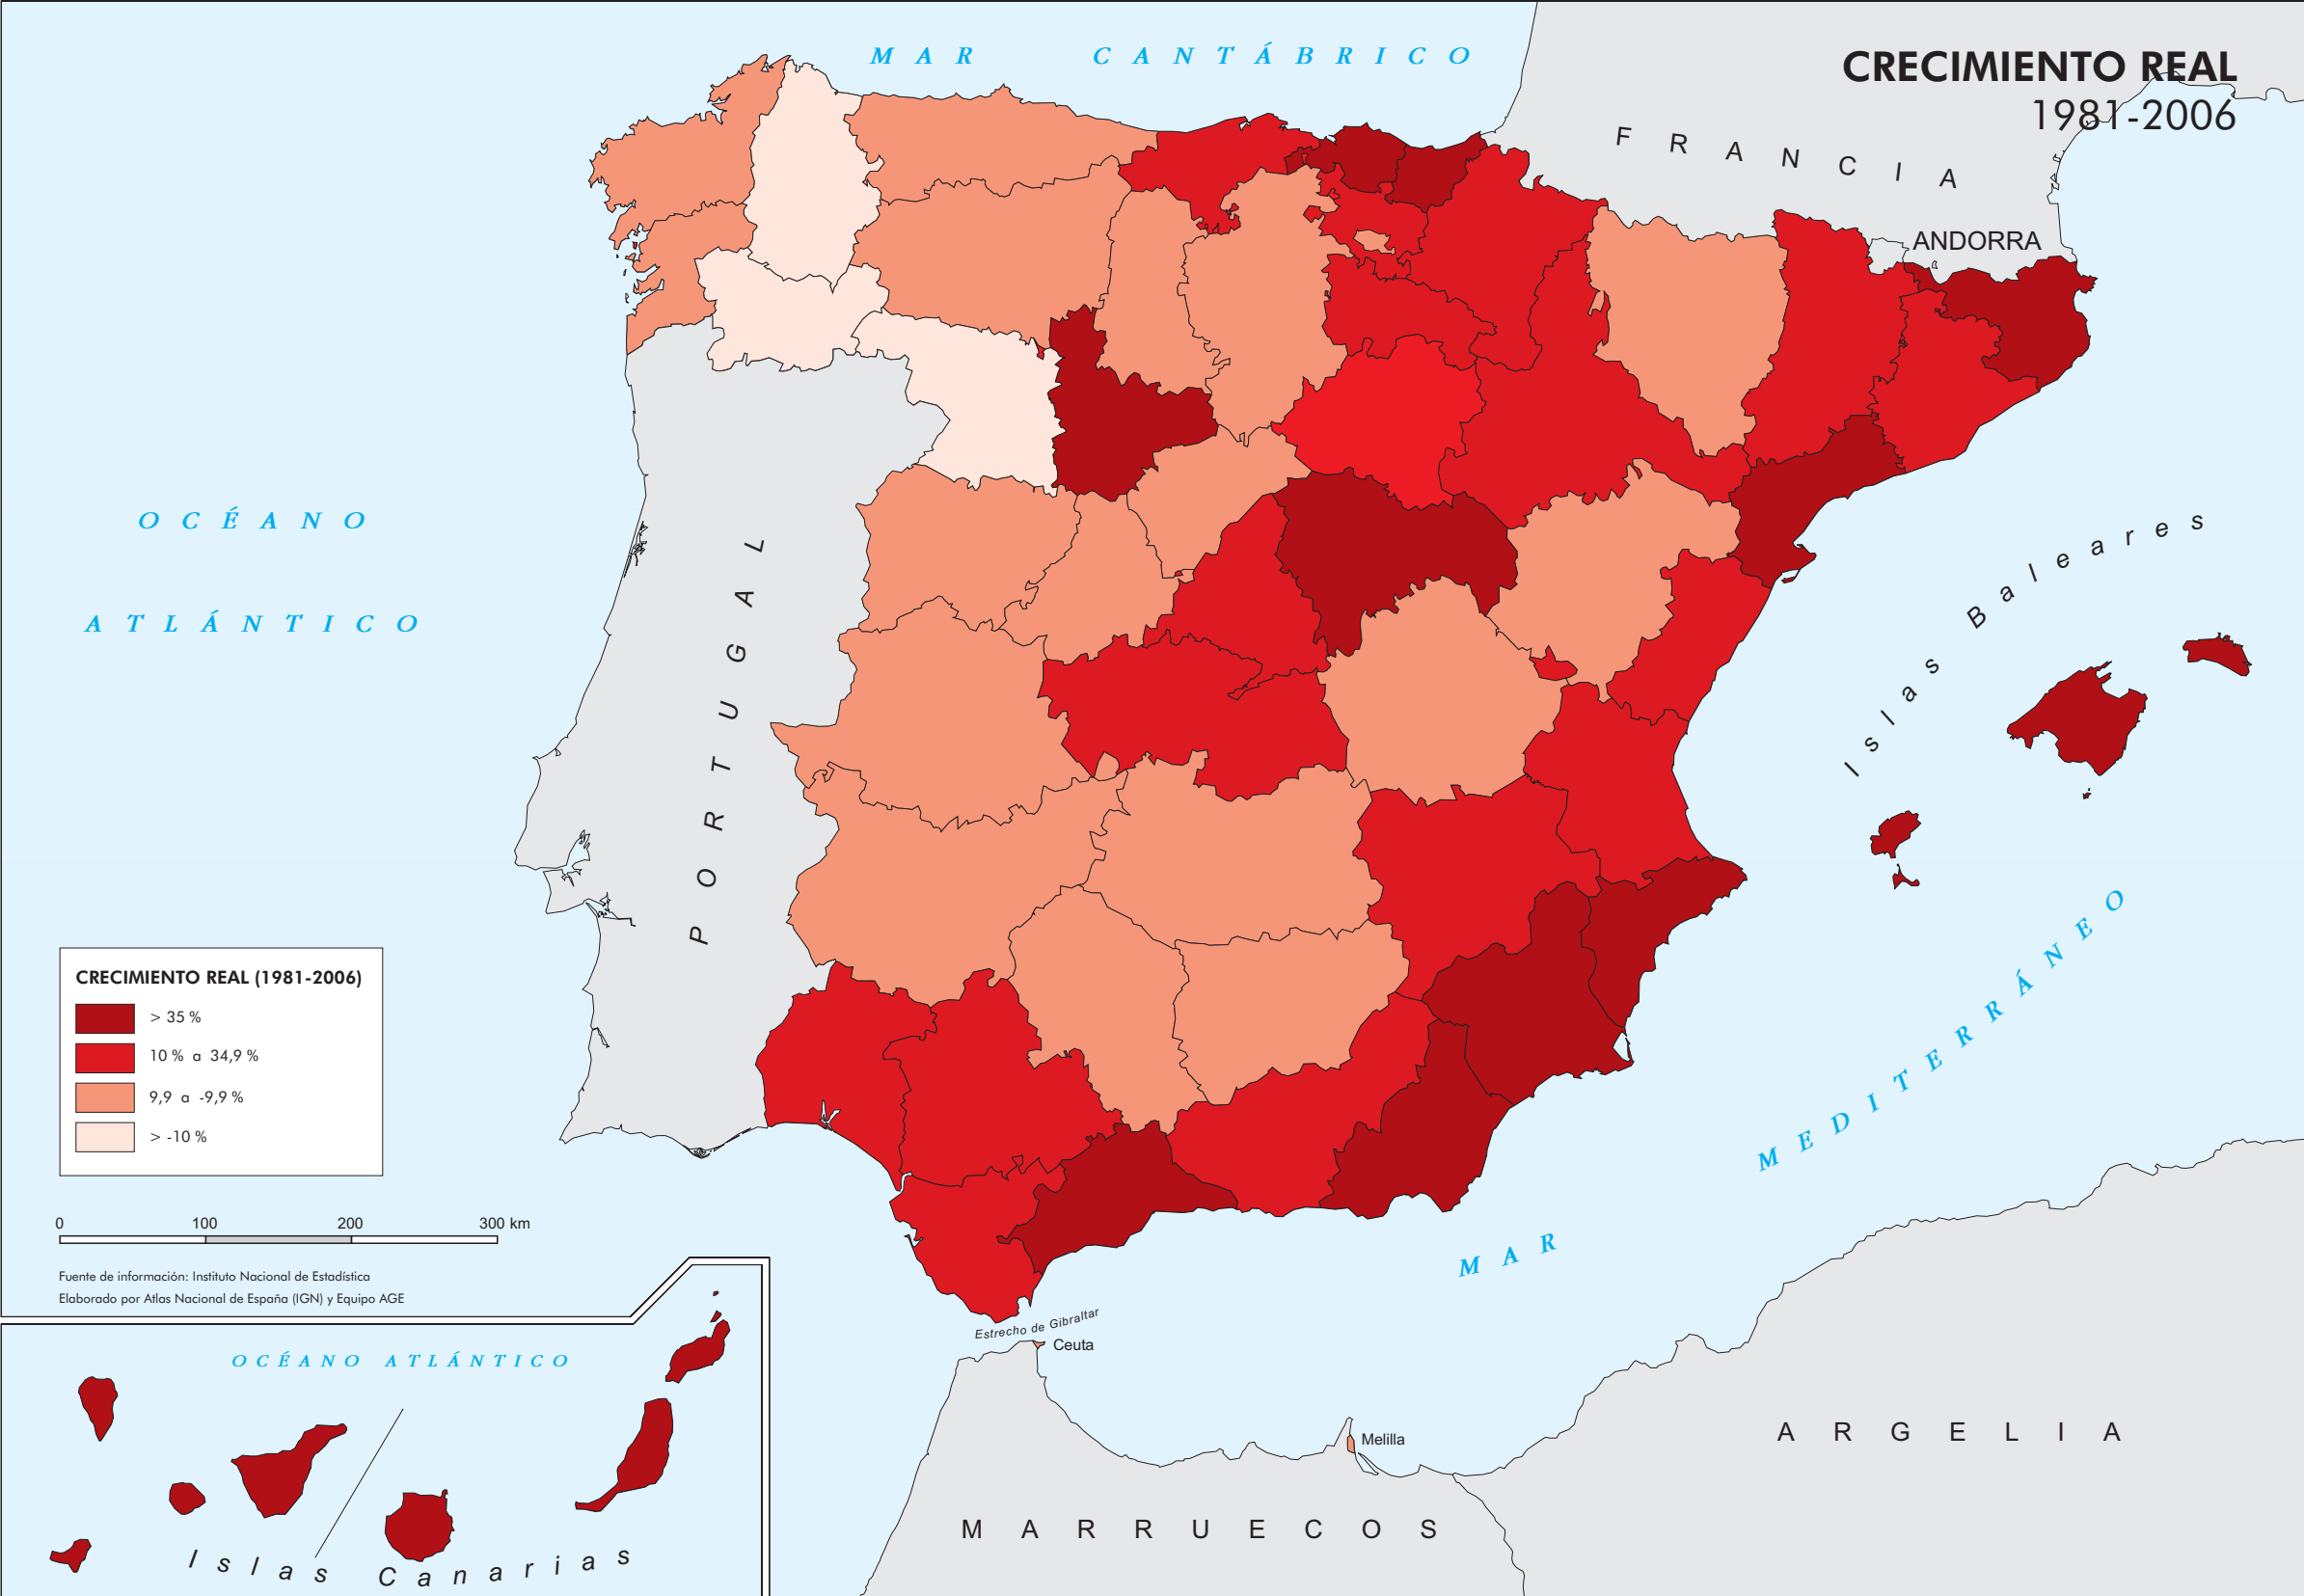 MAR CANTÁBRICO
CRECIMIENTO REAL
1981-2006
FRANCIA
ANDORRA
OCÉANO
ATLÁNTICO
PORTUGAL
Islas Baleares
MAR MEDITERRÁNEO
CRECIMIENTO REAL (1981-2006)
> 35 %
10 % a 34,9 %
9,9 a -9,9 %
> -10 %
0 100 200 300 km
Fuente de información: Instituto Nacional de Estadística
Elaborado por Atlas Nacional de España (IGN) y Equipo AGE
Estrecho de Gibraltar
Ceuta
Melilla
OCÉANO ATLÁNTICO
Islas Canarias
MARRUECOS
ARGELIA